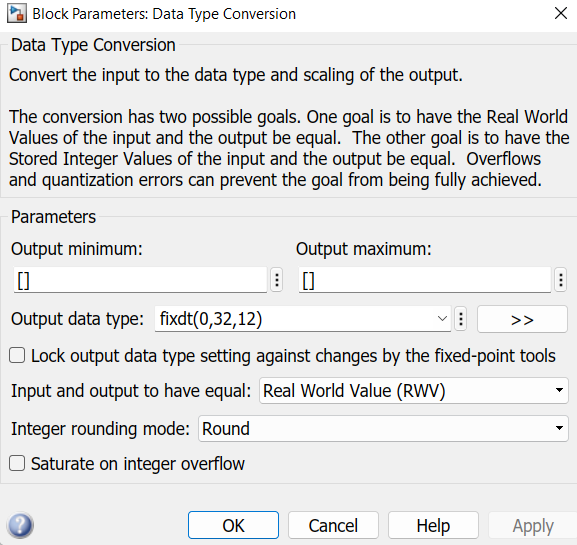 Block Parameters: Data Type Conversion
Data Type Conversion
Convert the input to the data type and scaling of the output.
The conversion has two possible goals. One goal is to have the Real World
Values of the input and the output be equal.  The other goal is to have the
Stored Integer Values of the input and the output be equal.  Overflows
and quantization errors can prevent the goal from being fully achieved.
Parameters
Output minimum: Output maximum:
[] []
Output data type: fixdt(0,32,12) >>
Lock output data type setting against changes by the fixed-point tools
Input and output to have equal: Real World Value (RWV)
Integer rounding mode: Round
Saturate on integer overflow
? OK Cancel Help Apply